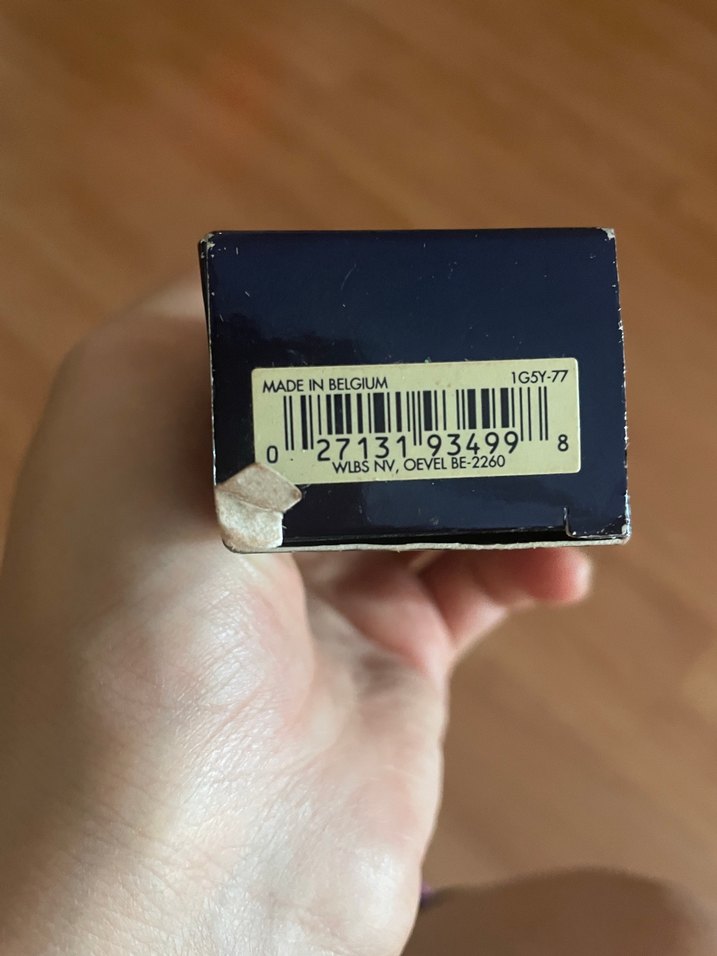 MADE IN BELGIUM 1G5Y-77
0 27131 93499 8
WLBS NV, OEVEL BE-2260